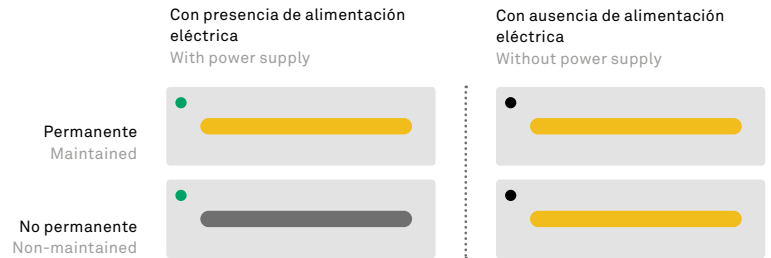 Con presencia de alimentación
eléctrica
With power supply
Con ausencia de alimentación
eléctrica
Without power supply
Permanente
Maintained
No permanente
Non-maintained